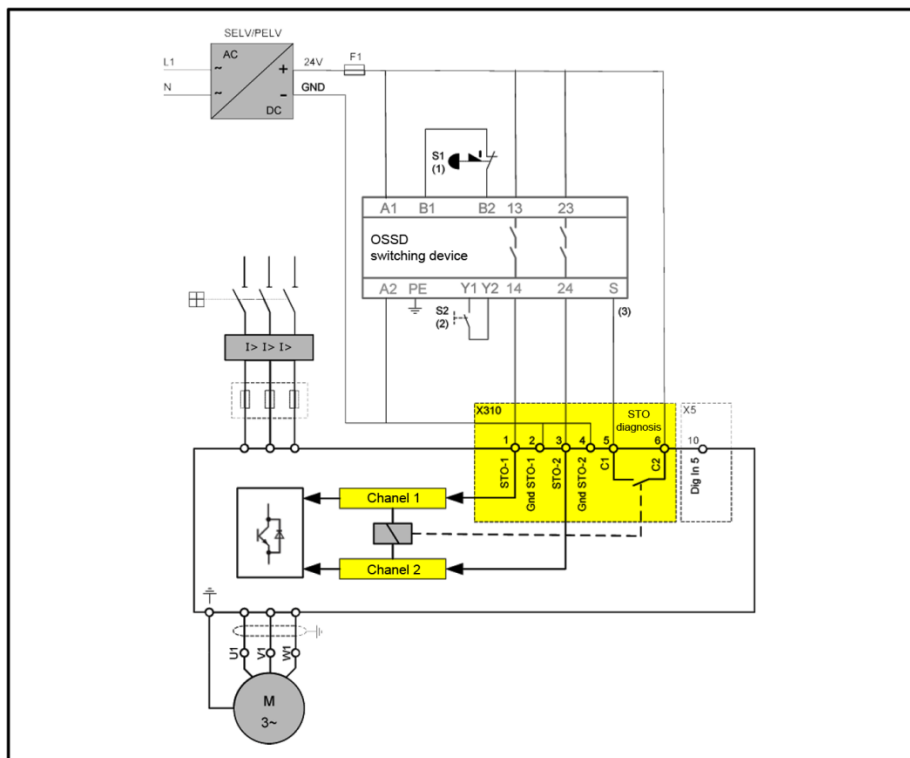 SELV/PELV
L1
AC
~
+
24V
F1
N
~
-
GND
DC
S1
(1)
A1 B1 B2 13 23
OSSD
switching device
A2 PE Y1 Y2 14 24 S
S2
(2)
(3)
I> I> I>
X310
STO
diagnosis
X5
1 2 3 4 5 6 10
STO-1
Gnd STO-1
STO-2
Gnd STO-2
C1
C2
Dig In 5
Chanel 1
Chanel 2
U1
V1
W1
M
3~